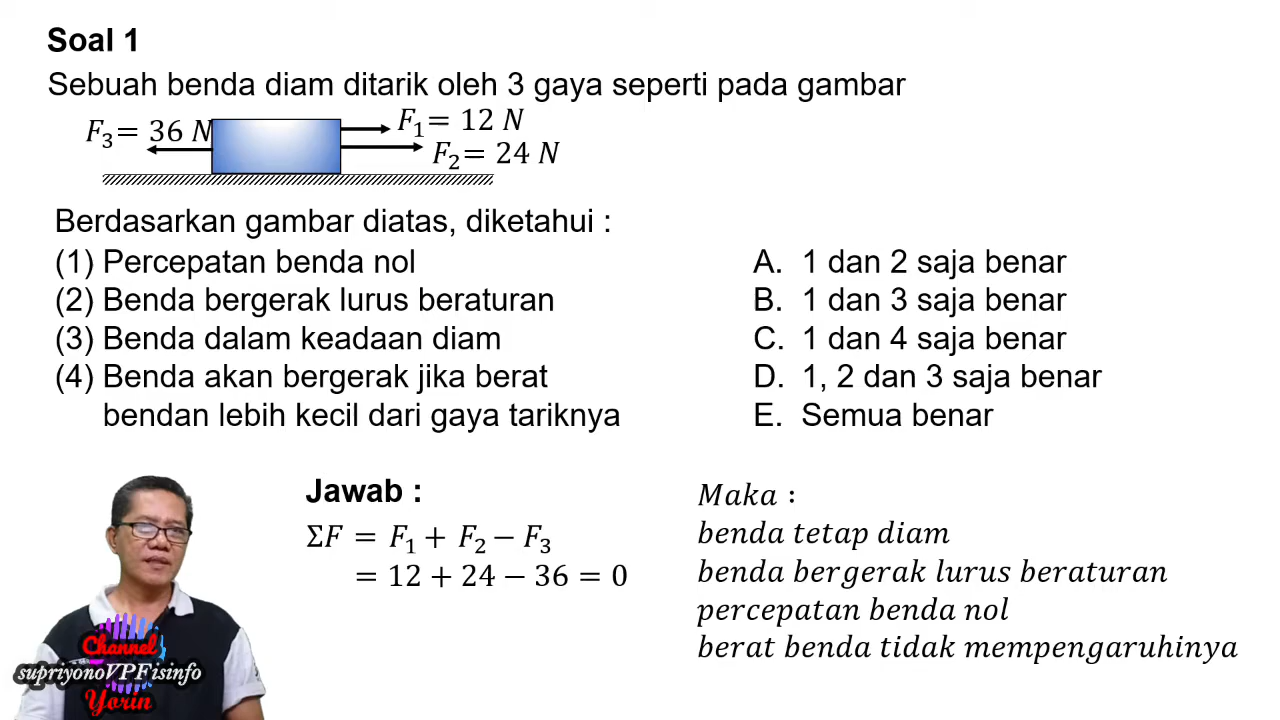 Soal 1
Sebuah benda diam ditarik oleh 3 gaya seperti pada gambar
F₃= 36 N
F₁= 12 N
F₂= 24 N
Berdasarkan gambar diatas, diketahui :
(1) Percepatan benda nol
(2) Benda bergerak lurus beraturan
(3) Benda dalam keadaan diam
(4) Benda akan bergerak jika berat
bendan lebih kecil dari gaya tariknya
A. 1 dan 2 saja benar
B. 1 dan 3 saja benar
C. 1 dan 4 saja benar
D. 1, 2 dan 3 saja benar
E. Semua benar
Jawab :
ΣF = F₁ + F₂ − F₃
= 12 + 24 − 36 = 0
Maka :
benda tetap diam
benda bergerak lurus beraturan
percepatan benda nol
berat benda tidak mempengaruhinya
Channel
supriyonoVPFisinfo
Yorin